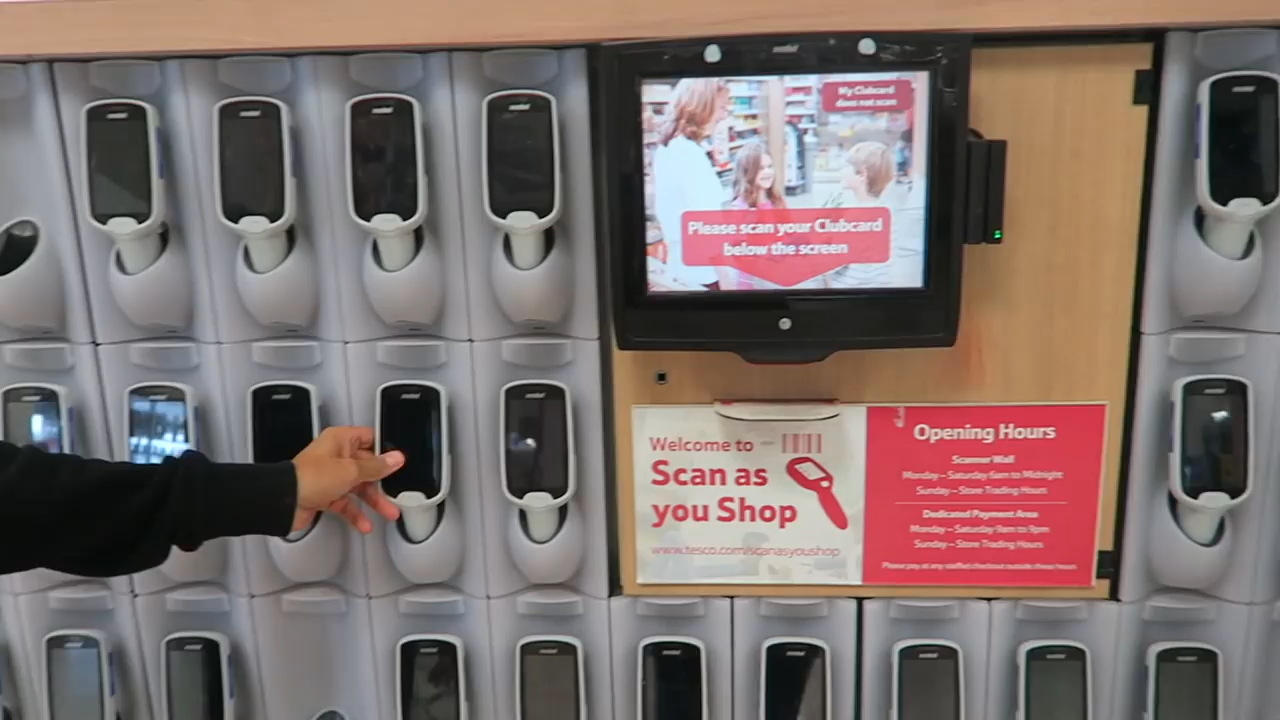 My Clubcard
does not scan
Please scan your Clubcard
below the screen
Welcome to
Scan as
you Shop
www.tesco.com/scanasyoushop
Opening Hours
Scanner Wall
Monday – Saturday 6am to Midnight
Sunday – Store Trading Hours
Dedicated Payment Area
Monday – Saturday 9am to 9pm
Sunday – Store Trading Hours
Please pay at any staffed checkout outside these hours